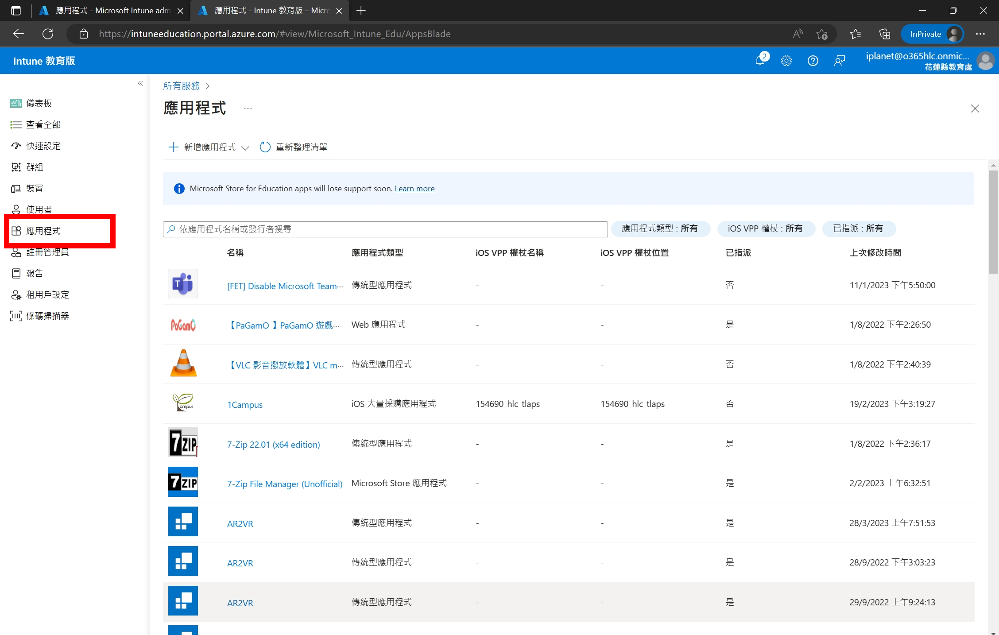 應用程式 - Microsoft Intune adm
應用程式 - Intune 教育版 – Micro
https://intuneeducation.portal.azure.com/#view/Microsoft_Intune_Edu/AppsBlade
InPrivate
Intune 教育版
2
iplanet@o365hlc.onmic...
花蓮縣教育處
儀表板
查看全部
快速設定
群組
裝置
使用者
應用程式
註冊管理員
報告
租用戶設定
條碼掃描器
所有服務
應用程式 ...
新增應用程式 重新整理清單
Microsoft Store for Education apps will lose support soon. Learn more
依應用程式名稱或發行者搜尋 應用程式類型 : 所有 iOS VPP 權杖 : 所有 已指派 : 所有
名稱 應用程式類型 iOS VPP 權杖名稱 iOS VPP 權杖位置 已指派 上次修改時間
[FET] Disable Microsoft Team··· 傳統型應用程式 - - 否 11/1/2023 下午5:50:00
PaGamO 【PaGamO 】PaGamO 遊戲··· Web 應用程式 - - 是 1/8/2022 下午2:26:50
【VLC 影音撥放軟體】VLC m··· 傳統型應用程式 - - 否 1/8/2022 下午2:40:39
ampus 1Campus iOS 大量採購應用程式 154690_hlc_tlaps 154690_hlc_tlaps 否 19/2/2023 下午3:19:27
7ZIP 7-Zip 22.01 (x64 edition) 傳統型應用程式 - - 是 1/8/2022 下午2:36:17
7ZIP 7-Zip File Manager (Unofficial) Microsoft Store 應用程式 - - 是 2/2/2023 上午6:32:51
AR2VR 傳統型應用程式 - - 是 28/3/2023 上午7:51:53
AR2VR 傳統型應用程式 - - 是 28/9/2022 下午3:03:23
AR2VR 傳統型應用程式 - - 是 29/9/2022 上午9:24:13